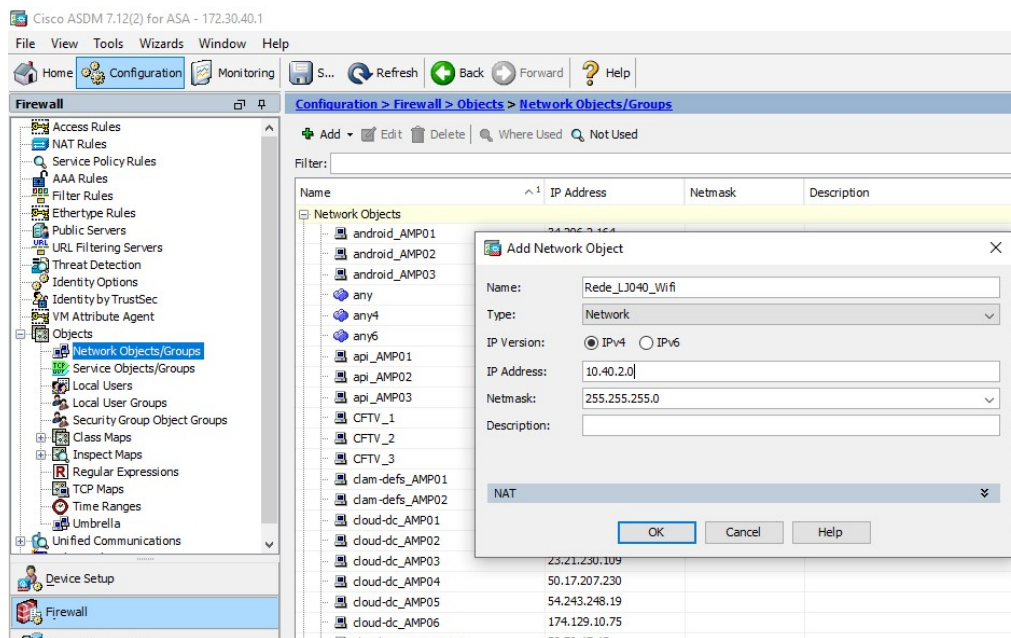 Cisco ASDM 7.12(2) for ASA - 172.30.40.1
File View Tools Wizards Window Help
Home Configuration Monitoring S... Refresh Back Forward Help
Firewall
Access Rules
NAT Rules
Service Policy Rules
AAA Rules
Filter Rules
Ethertype Rules
Public Servers
URL URL Filtering Servers
Threat Detection
Identity Options
Identity by TrustSec
VM Attribute Agent
Objects
Network Objects/Groups
TCP Service Objects/Groups
Local Users
Local User Groups
Security Group Object Groups
Class Maps
Inspect Maps
R Regular Expressions
TCP Maps
Time Ranges
Umbrella
Unified Communications
Device Setup
Firewall
Configuration > Firewall > Objects > Network Objects/Groups
Add Edit Delete Where Used Not Used
Filter:
Name 1 IP Address Netmask Description
Network Objects
android_AMP01
android_AMP02
android_AMP03
any
any4
any6
api_AMP01
api_AMP02
api_AMP03
CFTV_1
CFTV_2
CFTV_3
clam-defs_AMP01
clam-defs_AMP02
cloud-dc_AMP01
cloud-dc_AMP02
cloud-dc_AMP03 23.21.230.109
cloud-dc_AMP04 50.17.207.230
cloud-dc_AMP05 54.243.248.19
cloud-dc_AMP06 174.129.10.75
Add Network Object
Name: Rede_LJ040_Wifi
Type: Network
IP Version: IPv4 IPv6
IP Address: 10.40.2.0
Netmask: 255.255.255.0
Description:
NAT
OK Cancel Help